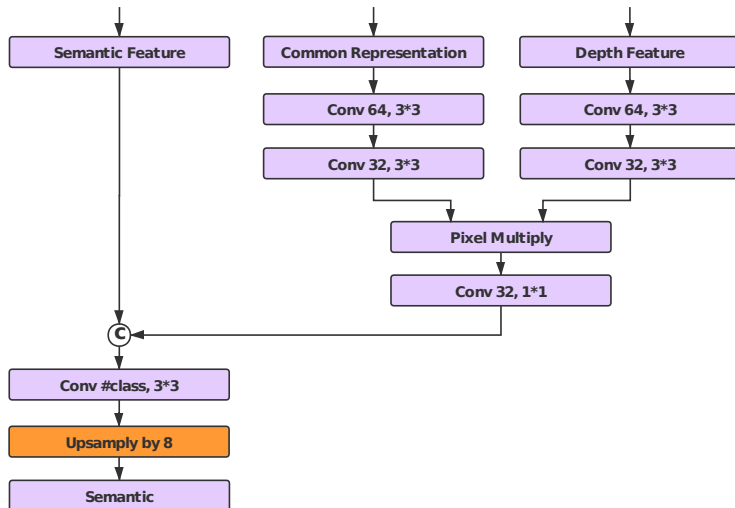 Semantic Feature
Common Representation
Depth Feature
Conv 64, 3*3
Conv 64, 3*3
Conv 32, 3*3
Conv 32, 3*3
Pixel Multiply
Conv 32, 1*1
C
Conv #class, 3*3
Upsamply by 8
Semantic